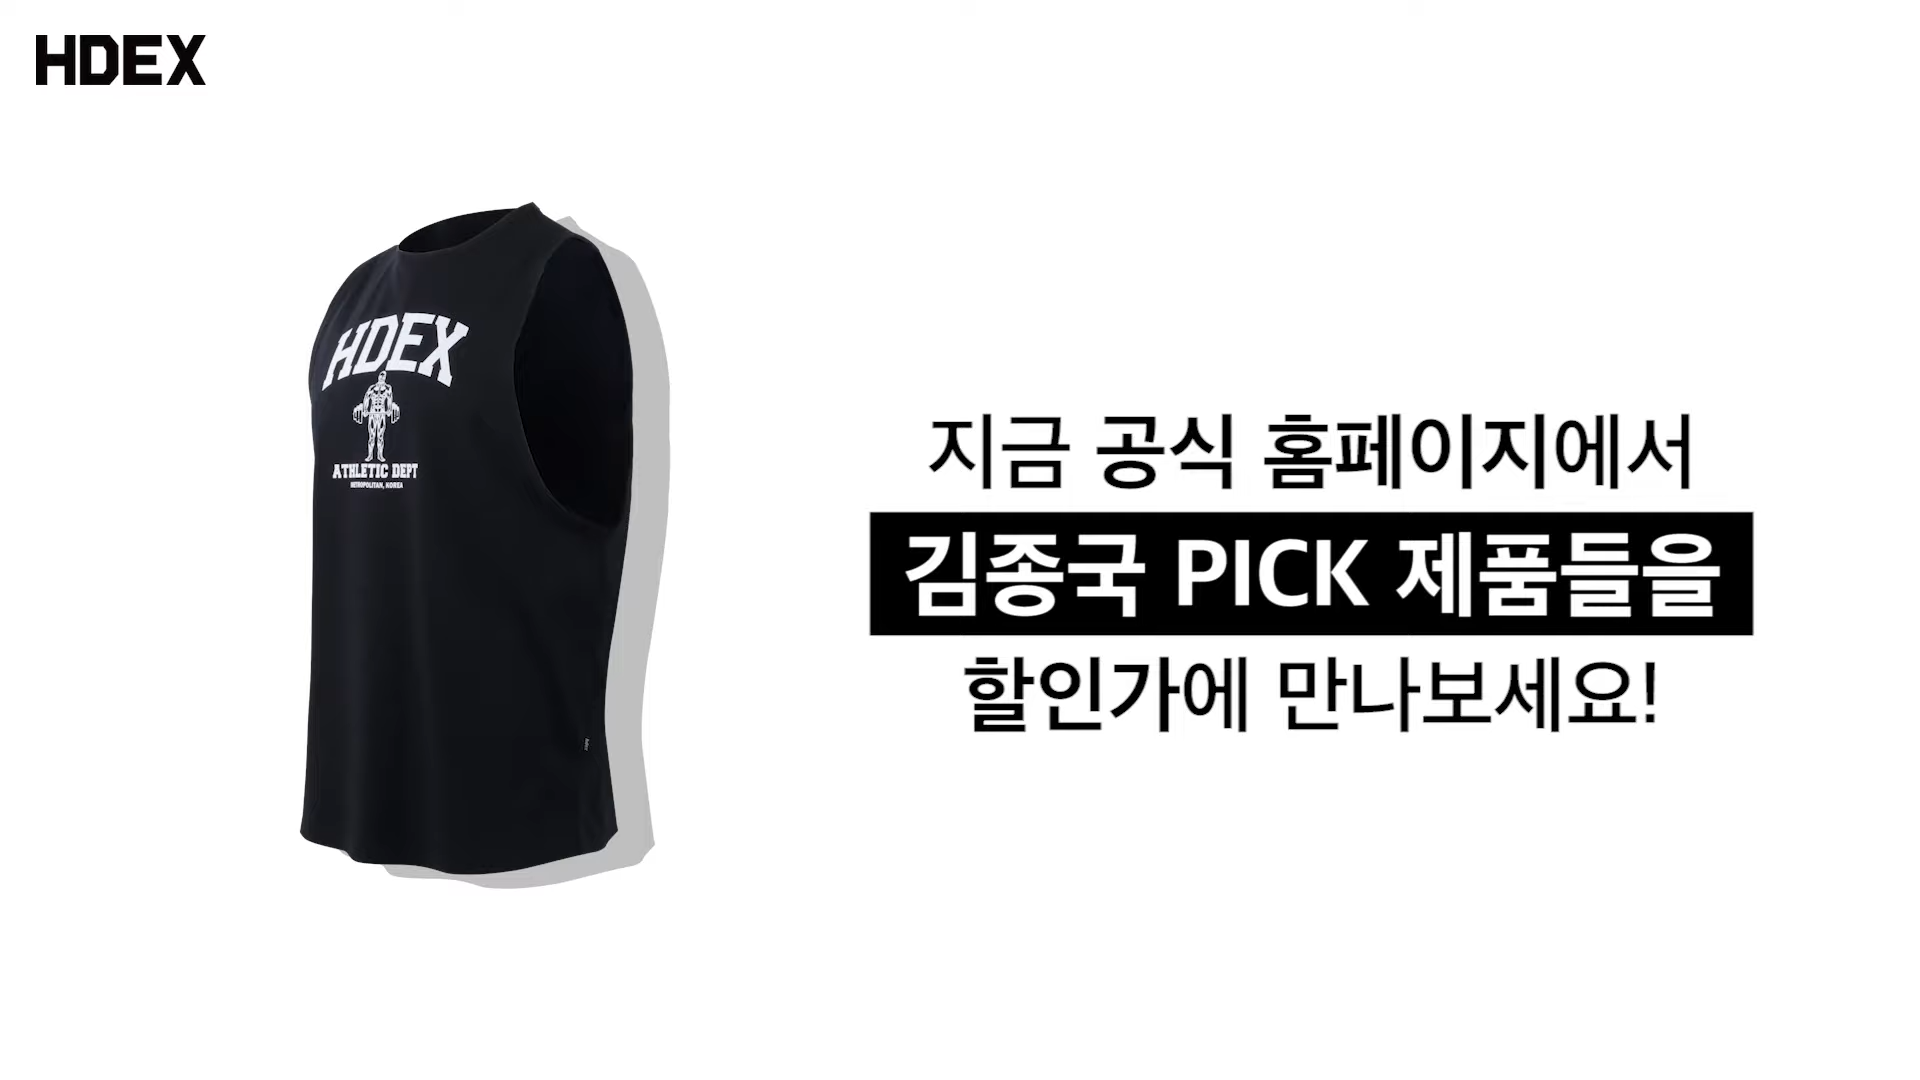 HDEX
HDEX
ATHLETIC DEPT
METROPOLITAN, KOREA
지금 공식 홈페이지에서
김종국 PICK 제품들을
할인가에 만나보세요!